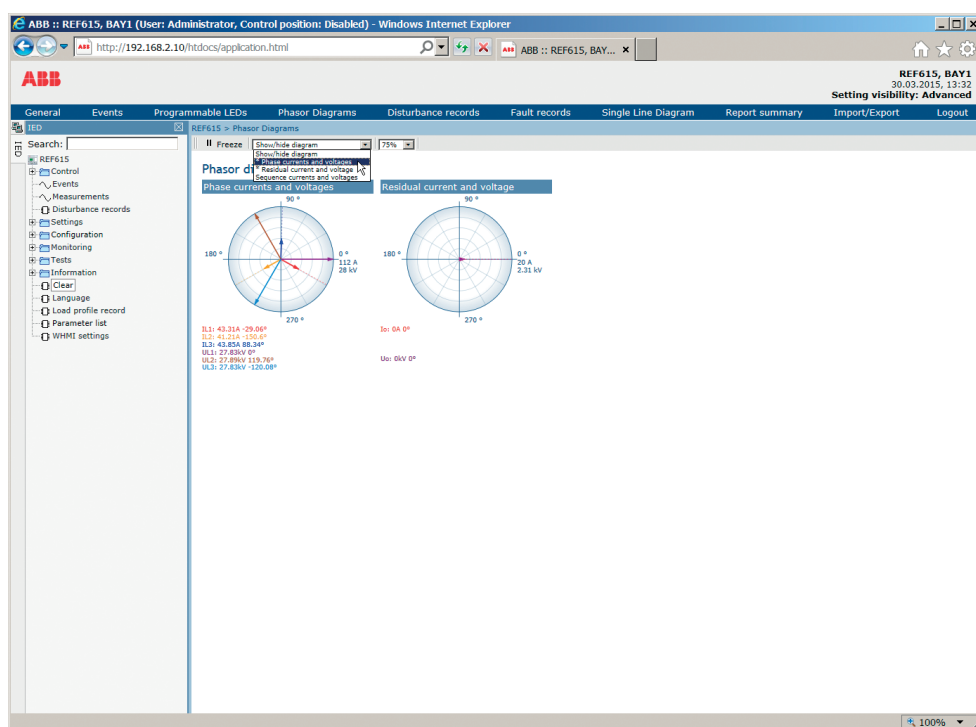 ABB :: REF615, BAY1 (User: Administrator, Control position: Disabled) - Windows Internet Explorer
http://192.168.2.10/htdocs/application.html
ABB :: REF615, BAY...
ABB
REF615, BAY1
30.03.2015, 13:32
Setting visibility: Advanced
General Events Programmable LEDs Phasor Diagrams Disturbance records Fault records Single Line Diagram Report summary Import/Export Logout
IED
REF615 > Phasor Diagrams
IED
Search:
REF615
Control
Events
Measurements
Disturbance records
Settings
Configuration
Monitoring
Tests
Information
Clear
Language
Load profile record
Parameter list
WHMI settings
Freeze
Show/hide diagram
75%
Show/hide diagram
* Phase currents and voltages
* Residual current and voltage
Sequence currents and voltages
Phasor di
Phase currents and voltages
90 °
180 °
0 °
112 A
28 kV
270 °
IL1: 43.31A -29.06°
IL2: 41.21A -150.6°
IL3: 43.85A 88.34°
UL1: 27.83kV 0°
UL2: 27.89kV 119.76°
UL3: 27.83kV -120.08°
Residual current and voltage
90 °
180 °
0 °
20 A
2.31 kV
270 °
Io: 0A 0°
Uo: 0kV 0°
100%